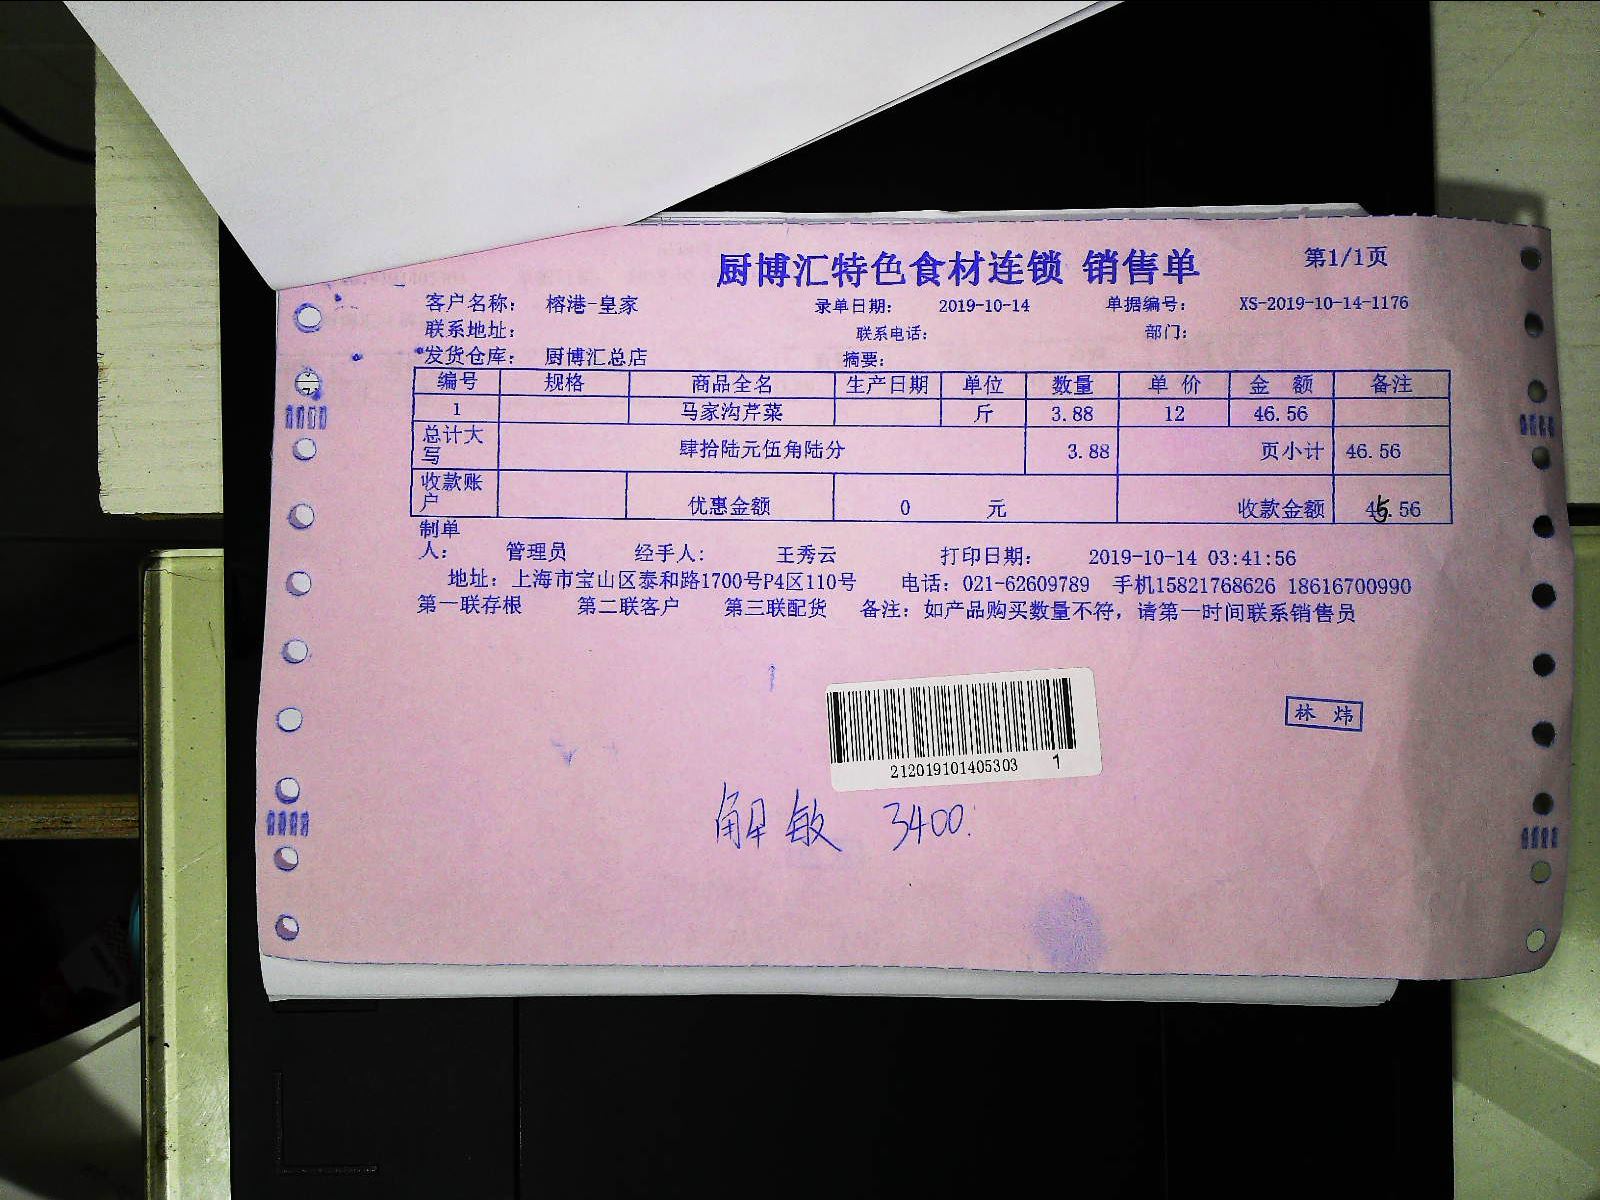 厨博汇特色食材连锁 销售单 第1/1页
客户名称： 榕港-皇家 录单日期： 2019-10-14 单据编号： XS-2019-10-14-1176
联系地址： 联系电话： 部门：
发货仓库： 厨博汇总店 摘要：
编号 规格 商品全名 生产日期 单位 数量 单 价 金 额 备注
1 马家沟芹菜 斤 3.88 12 46.56
总计大写 肆拾陆元伍角陆分 3.88 页小计 46.56
收款账户 优惠金额 0 元 收款金额 .56
制单人： 管理员 经手人： 王秀云 打印日期： 2019-10-14 03:41:56
地址：上海市宝山区泰和路1700号P4区110号 电话：021-62609789 手机15821768626 18616700990
第一联存根 第二联客户 第三联配货 备注：如产品购买数量不符，请第一时间联系销售员
林 炜
212019101405303 1
解敏 3400.